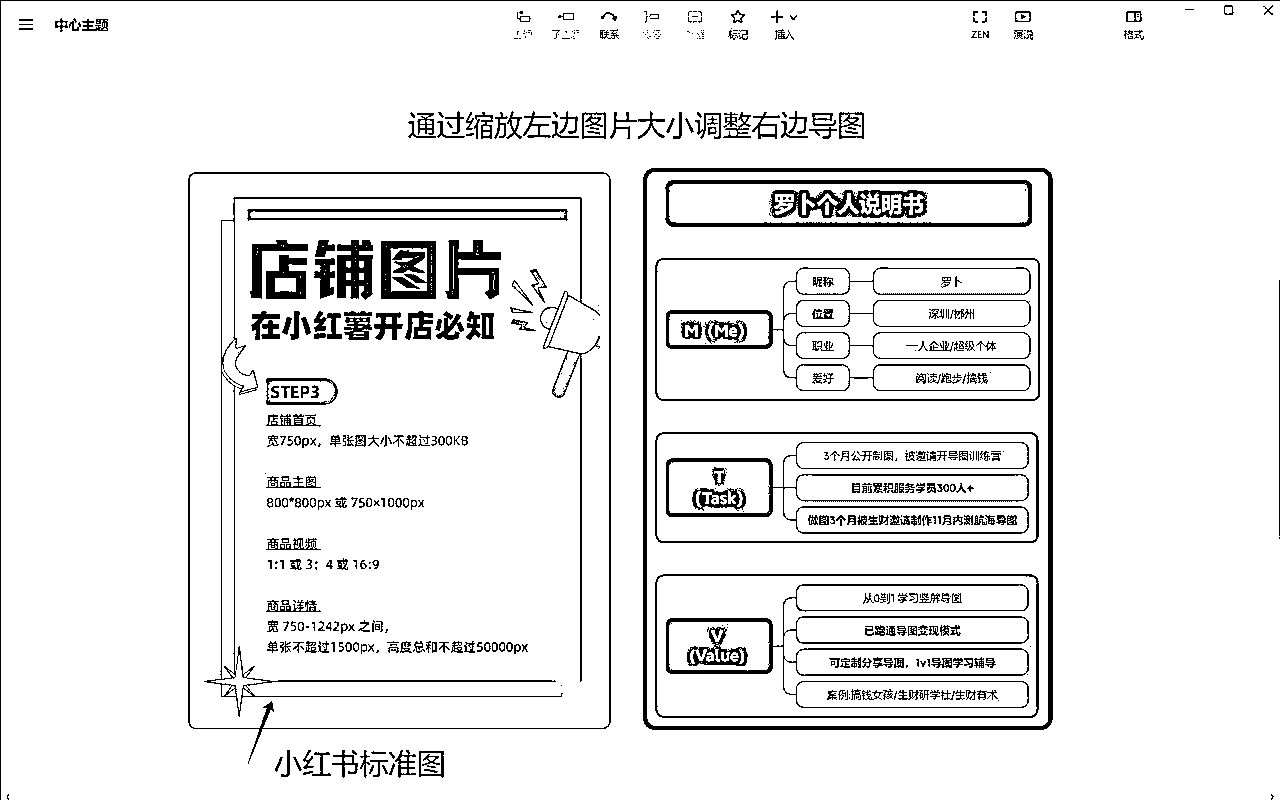 中心主题
联系
标记
插入
ZEN
演说
格式
通过缩放左边图片大小调整右边导图
店铺图片
在小红薯开店必知
STEP3
店铺首页
宽750px，单张图大小不超过300KB
商品主图
800*800px 或 750×1000px
商品视频
1:1 或 3：4 或 16:9
商品详情
宽 750-1242px 之间，
单张不超过1500px，高度总和不超过50000px
小红书标准图
罗卜个人说明书
M (Me)
昵称
罗卜
位置
深圳/郴州
职业
一人企业/超级个体
爱好
阅读/跑步/搞钱
T
(Task)
3个月公开制图，被邀请开导图训练营
目前累积服务学员300人+
做图3个月被生财邀请制作11月内测航海导图
V
(Value)
从0到1学习竖屏导图
已跑通导图变现模式
可定制分享导图，1v1导图学习辅导
案例:搞钱女孩/生财研学社/生财有术